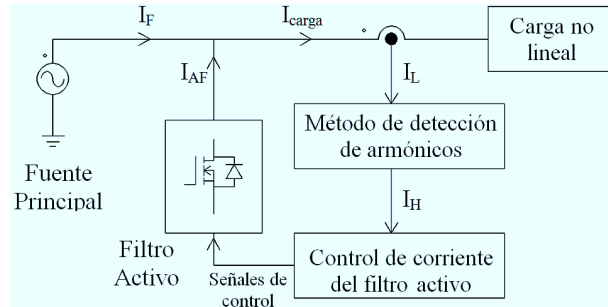 I_F
I_carga
Carga no
lineal
I_AF
I_L
Método de detección
de armónicos
Fuente
Principal
I_H
Filtro
Activo
Señales de
control
Control de corriente
del filtro activo